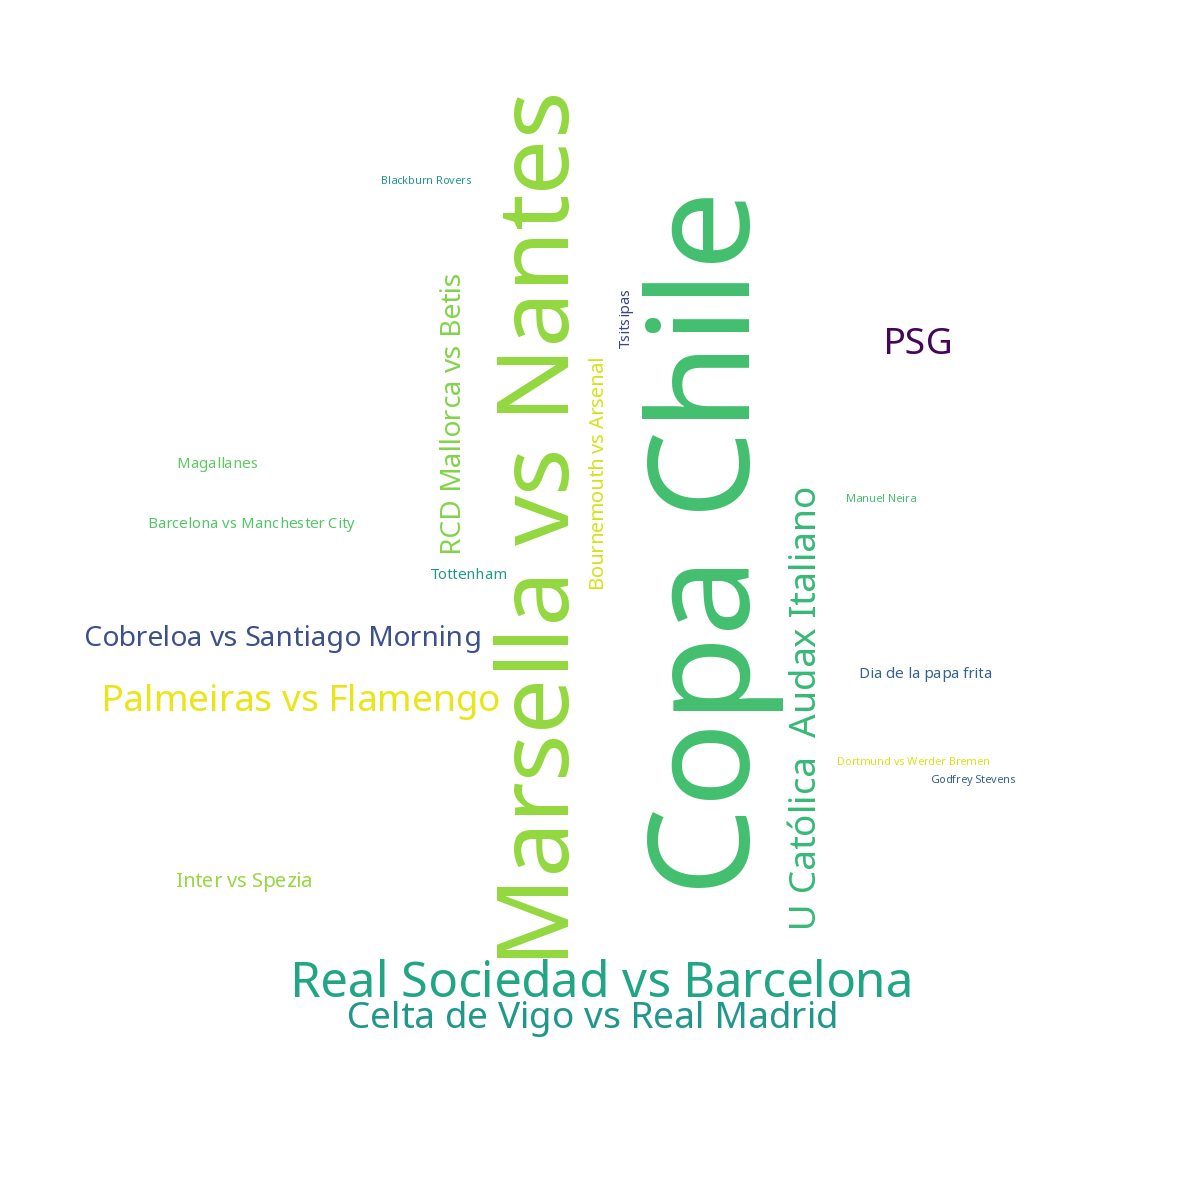 Blackburn Rovers
Marsella vs Nantes
Copa Chile
RCD Mallorca vs Betis
Tsitsipas
PSG
Bournemouth vs Arsenal
Magallanes
Manuel Neira
Barcelona vs Manchester City
U Católica Audax Italiano
Tottenham
Cobreloa vs Santiago Morning
Dia de la papa frita
Palmeiras vs Flamengo
Dortmund vs Werder Bremen
Godfrey Stevens
Inter vs Spezia
Real Sociedad vs Barcelona
Celta de Vigo vs Real Madrid